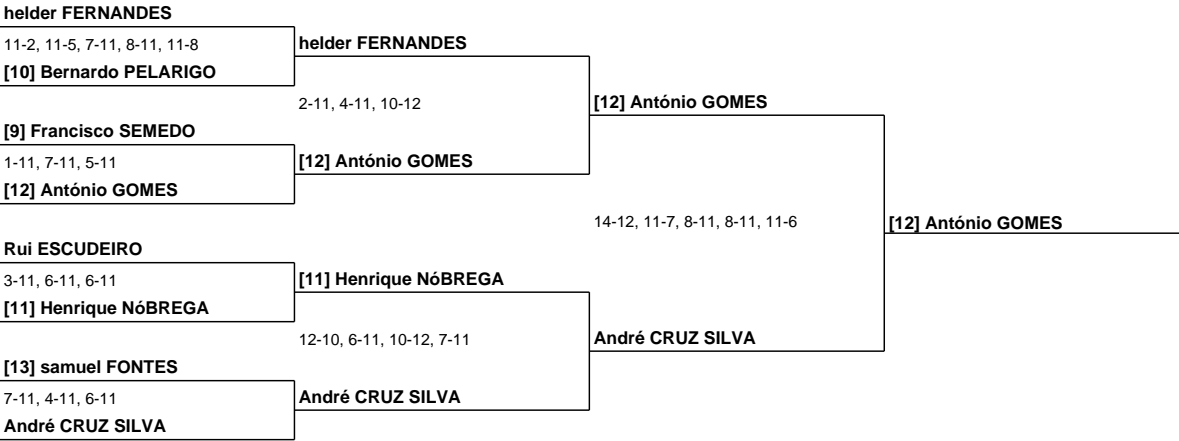 helder FERNANDES
11-2, 11-5, 7-11, 8-11, 11-8
helder FERNANDES
[10] Bernardo PELARIGO
2-11, 4-11, 10-12
[12] António GOMES
[9] Francisco SEMEDO
1-11, 7-11, 5-11
[12] António GOMES
[12] António GOMES
14-12, 11-7, 8-11, 8-11, 11-6
[12] António GOMES
Rui ESCUDEIRO
3-11, 6-11, 6-11
[11] Henrique NóBREGA
[11] Henrique NóBREGA
12-10, 6-11, 10-12, 7-11
André CRUZ SILVA
[13] samuel FONTES
7-11, 4-11, 6-11
André CRUZ SILVA
André CRUZ SILVA